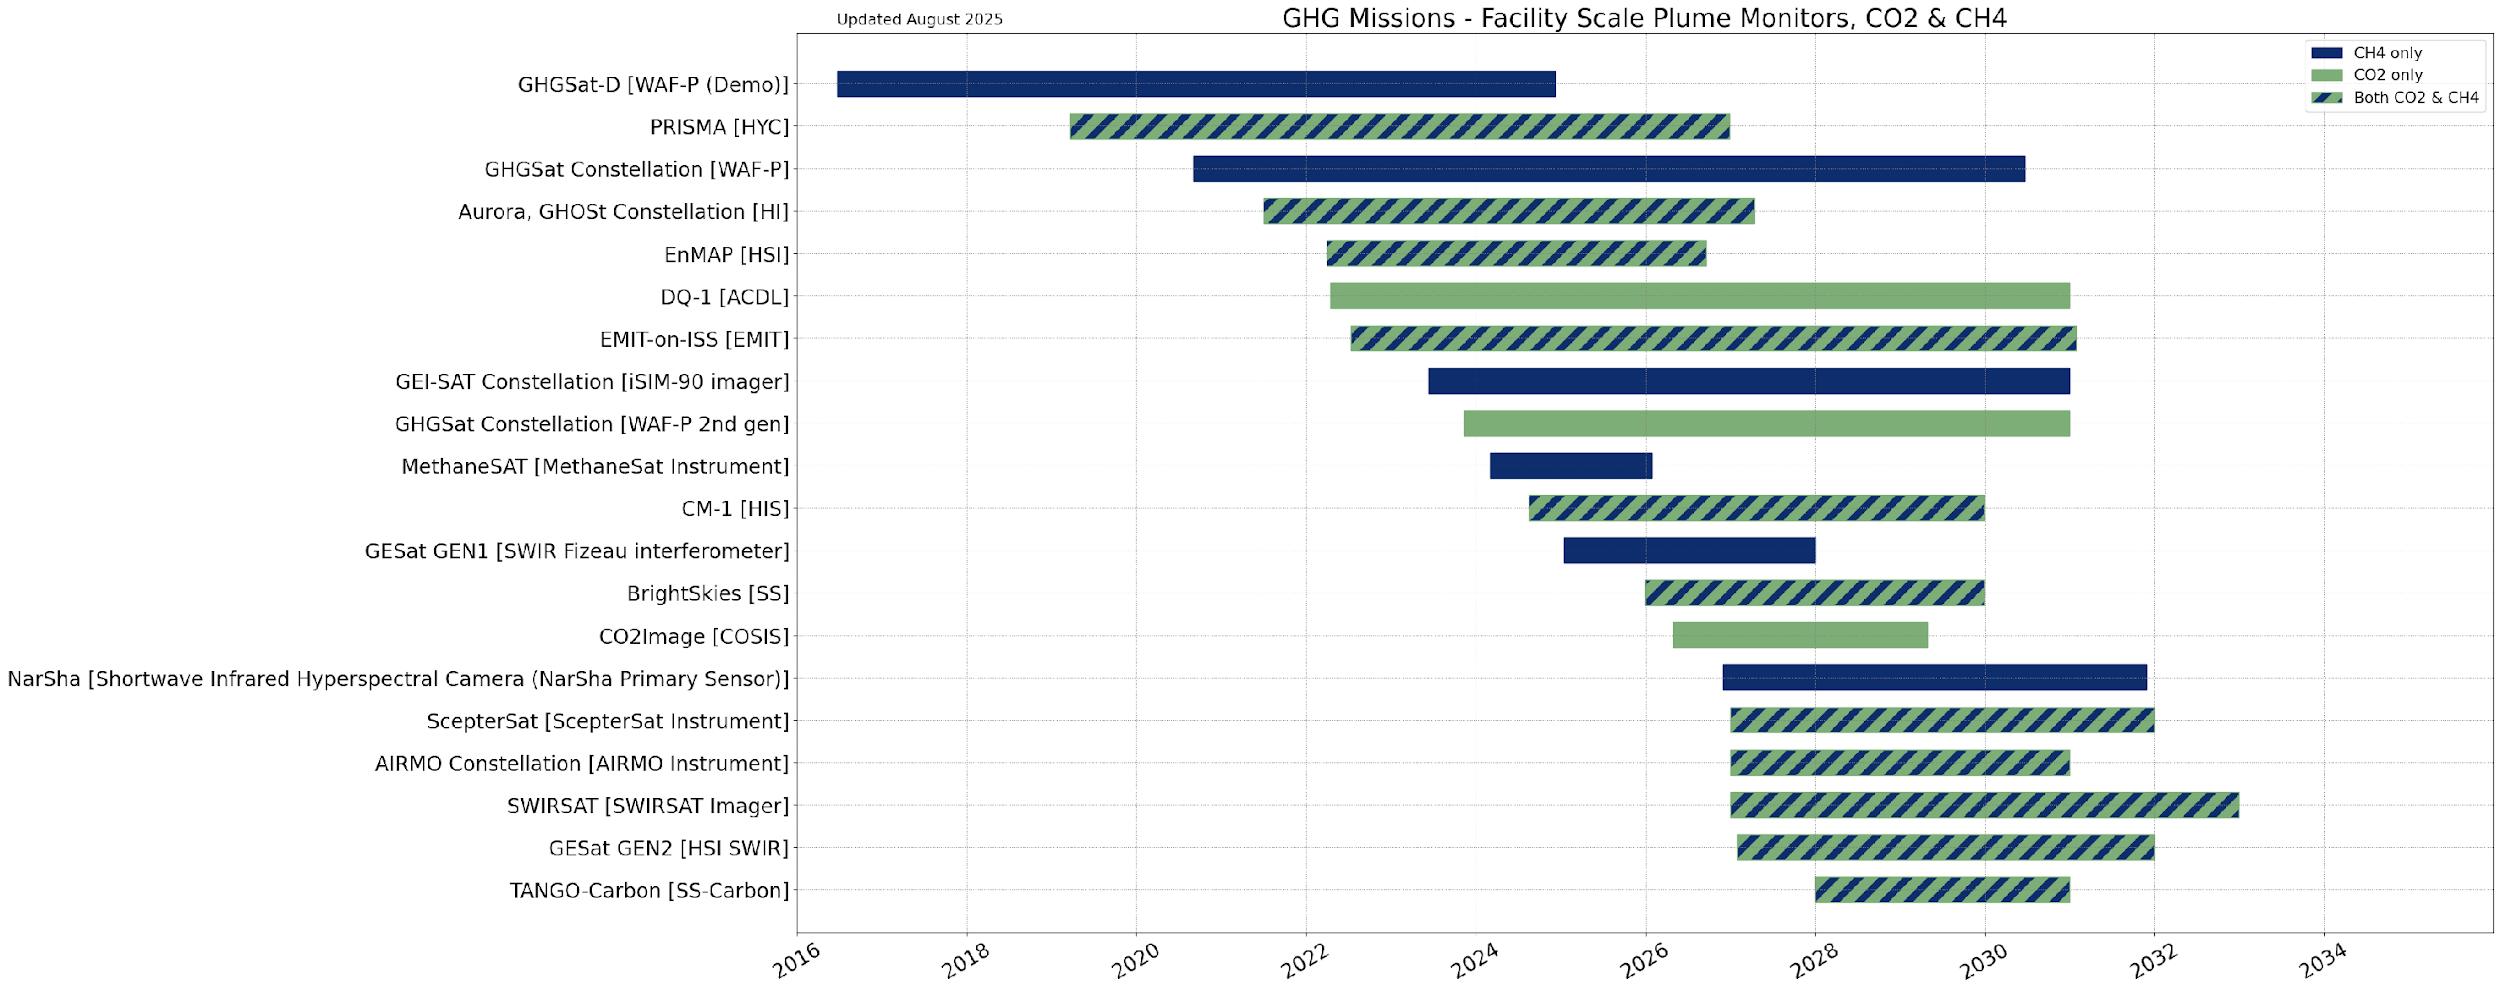 Updated August 2025
GHG Missions - Facility Scale Plume Monitors, CO2 & CH4
CH4 only
CO2 only
Both CO2 & CH4
GHGSat-D [WAF-P (Demo)]
PRISMA [HYC]
GHGSat Constellation [WAF-P]
Aurora, GHOSt Constellation [HI]
EnMAP [HSI]
DQ-1 [ACDL]
EMIT-on-ISS [EMIT]
GEI-SAT Constellation [iSIM-90 imager]
GHGSat Constellation [WAF-P 2nd gen]
MethaneSAT [MethaneSat Instrument]
CM-1 [HIS]
GESat GEN1 [SWIR Fizeau interferometer]
BrightSkies [SS]
CO2Image [COSIS]
NarSha [Shortwave Infrared Hyperspectral Camera (NarSha Primary Sensor)]
ScepterSat [ScepterSat Instrument]
AIRMO Constellation [AIRMO Instrument]
SWIRSAT [SWIRSAT Imager]
GESat GEN2 [HSI SWIR]
TANGO-Carbon [SS-Carbon]
2016 2018 2020 2022 2024 2026 2028 2030 2032 2034